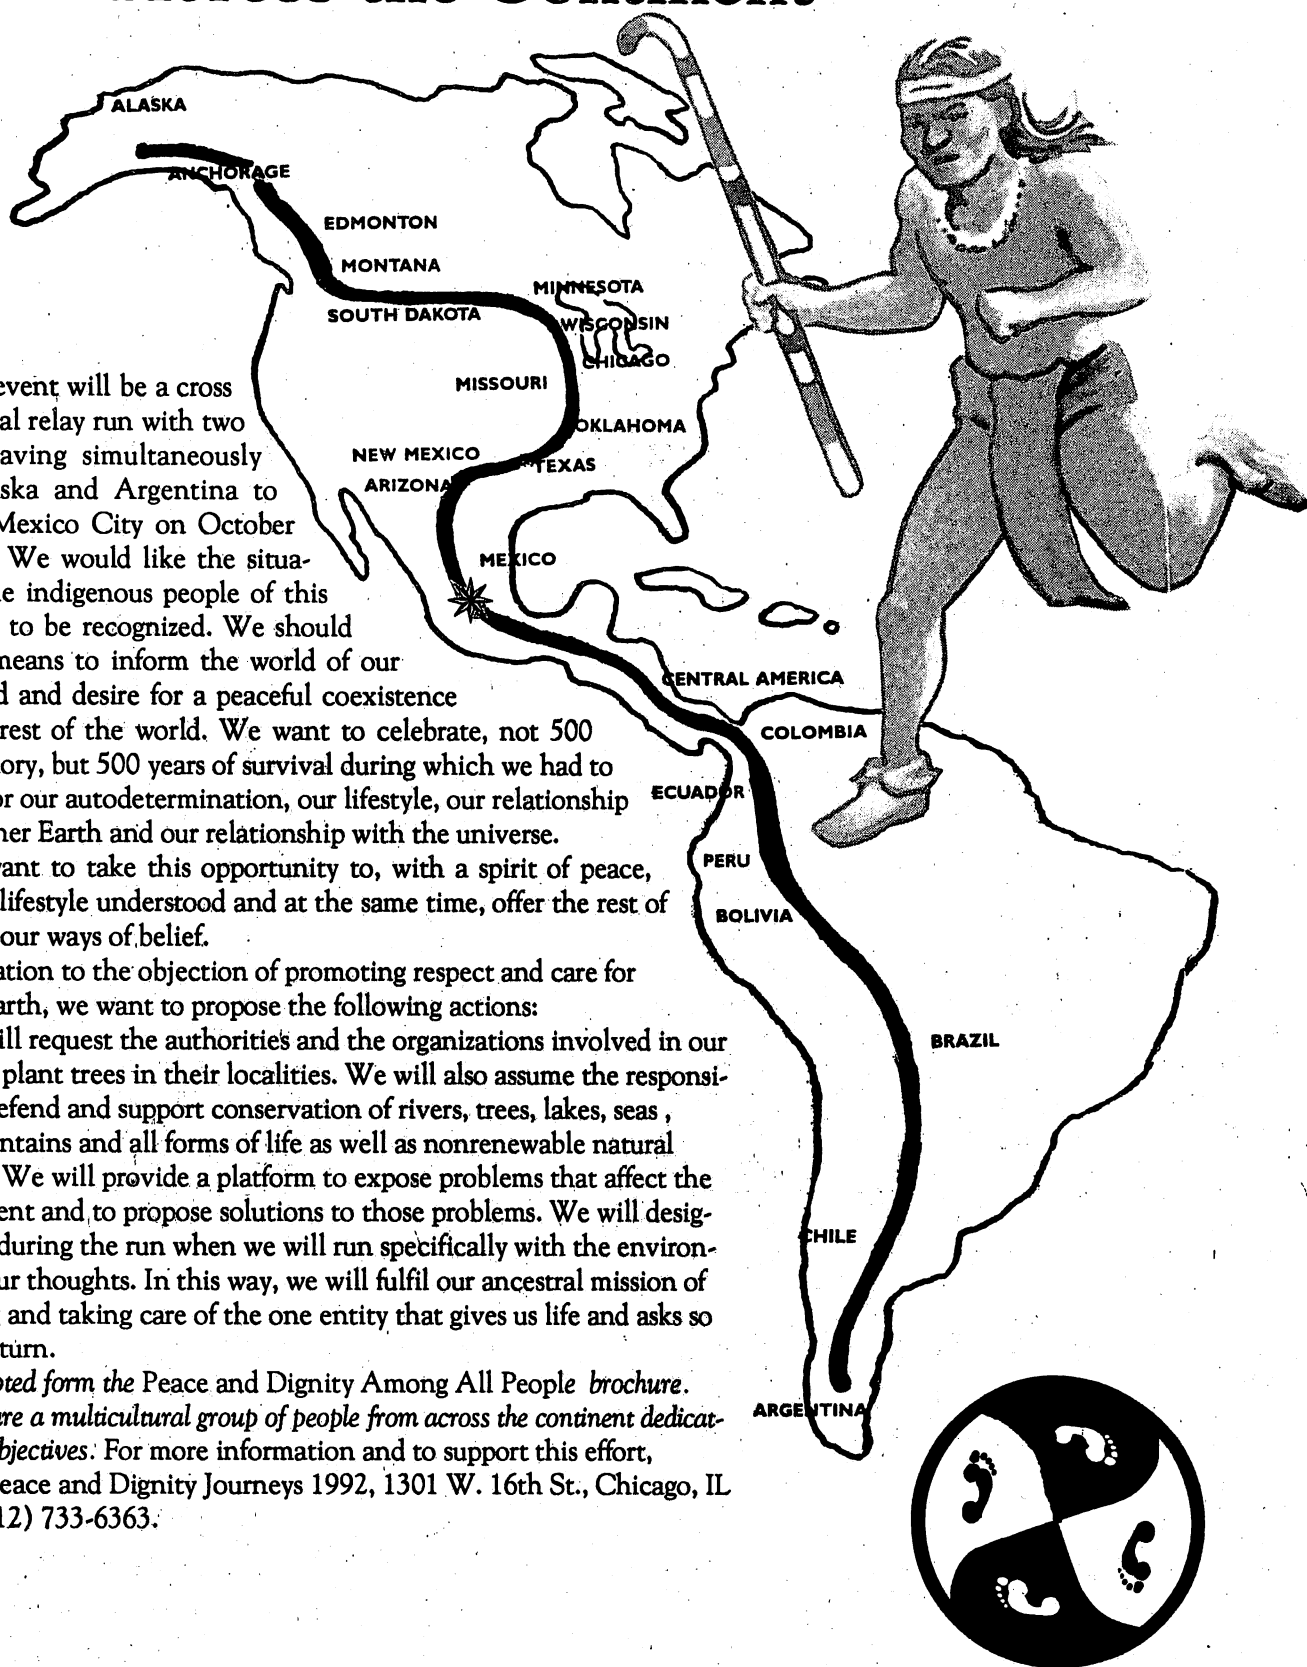 across the Continent
ALASKA
ANCHORAGE
EDMONTON
MONTANA
SOUTH DAKOTA
MINNESOTA
WISCONSIN
CHICAGO
MISSOURI
OKLAHOMA
NEW MEXICO
TEXAS
ARIZONA
MEXICO
CENTRAL AMERICA
COLOMBIA
ECUADOR
PERU
BOLIVIA
BRAZIL
CHILE
ARGENTINA
event will be a cross
al relay run with two
aving simultaneously
ska and Argentina to
Mexico City on October
We would like the situa-
e indigenous people of this
to be recognized. We should
means to inform the world of our
d and desire for a peaceful coexistence
rest of the world. We want to celebrate, not 500
ory, but 500 years of survival during which we had to
or our autodetermination, our lifestyle, our relationship
her Earth and our relationship with the universe.
ant to take this opportunity to, with a spirit of peace,
lifestyle understood and at the same time, offer the rest of
our ways of belief.
ation to the objection of promoting respect and care for
arth, we want to propose the following actions:
ill request the authorities and the organizations involved in our
plant trees in their localities. We will also assume the responsi-
efend and support conservation of rivers, trees, lakes, seas ,
ntains and all forms of life as well as nonrenewable natural
We will provide a platform to expose problems that affect the
ent and to propose solutions to those problems. We will desig-
during the run when we will run specifically with the environ-
ur thoughts. In this way, we will fulfil our ancestral mission of
and taking care of the one entity that gives us life and asks so
turn.
oted form the Peace and Dignity Among All People brochure.
re a multicultural group of people from across the continent dedicat-
bjectives. For more information and to support this effort,
eace and Dignity Journeys 1992, 1301 W. 16th St., Chicago, IL
12) 733-6363.